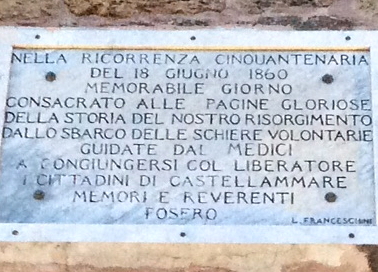 NELLA RICORRENZA CINQUANTENARIA
DEL 18 GIUGNO 1860
MEMORABILE GIORNO
CONSACRATO ALLE PAGINE GLORIOSE
DELLA STORIA DEL NOSTRO RISORGIMENTO
DALLO SBARCO DELLE SCHIERE VOLONTARIE
GUIDATE DAL MEDICI
A CONGIUNGERSI COL LIBERATORE
I CITTADINI DI CASTELLAMMARE
MEMORI E REVERENTI
POSERO
L. FRANCESCHINI